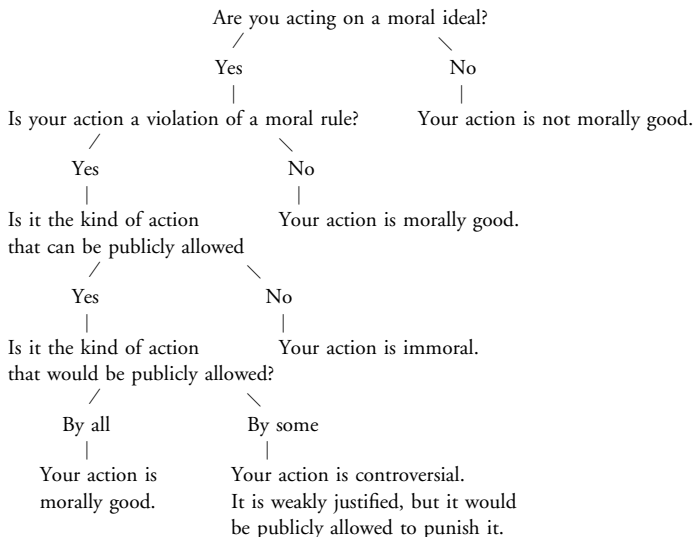 Are you acting on a moral ideal?
Yes No
Is your action a violation of a moral rule? Your action is not morally good.
Yes No
Is it the kind of action Your action is morally good.
that can be publicly allowed
Yes No
Is it the kind of action Your action is immoral.
that would be publicly allowed?
By all By some
Your action is Your action is controversial.
morally good. It is weakly justified, but it would
be publicly allowed to punish it.